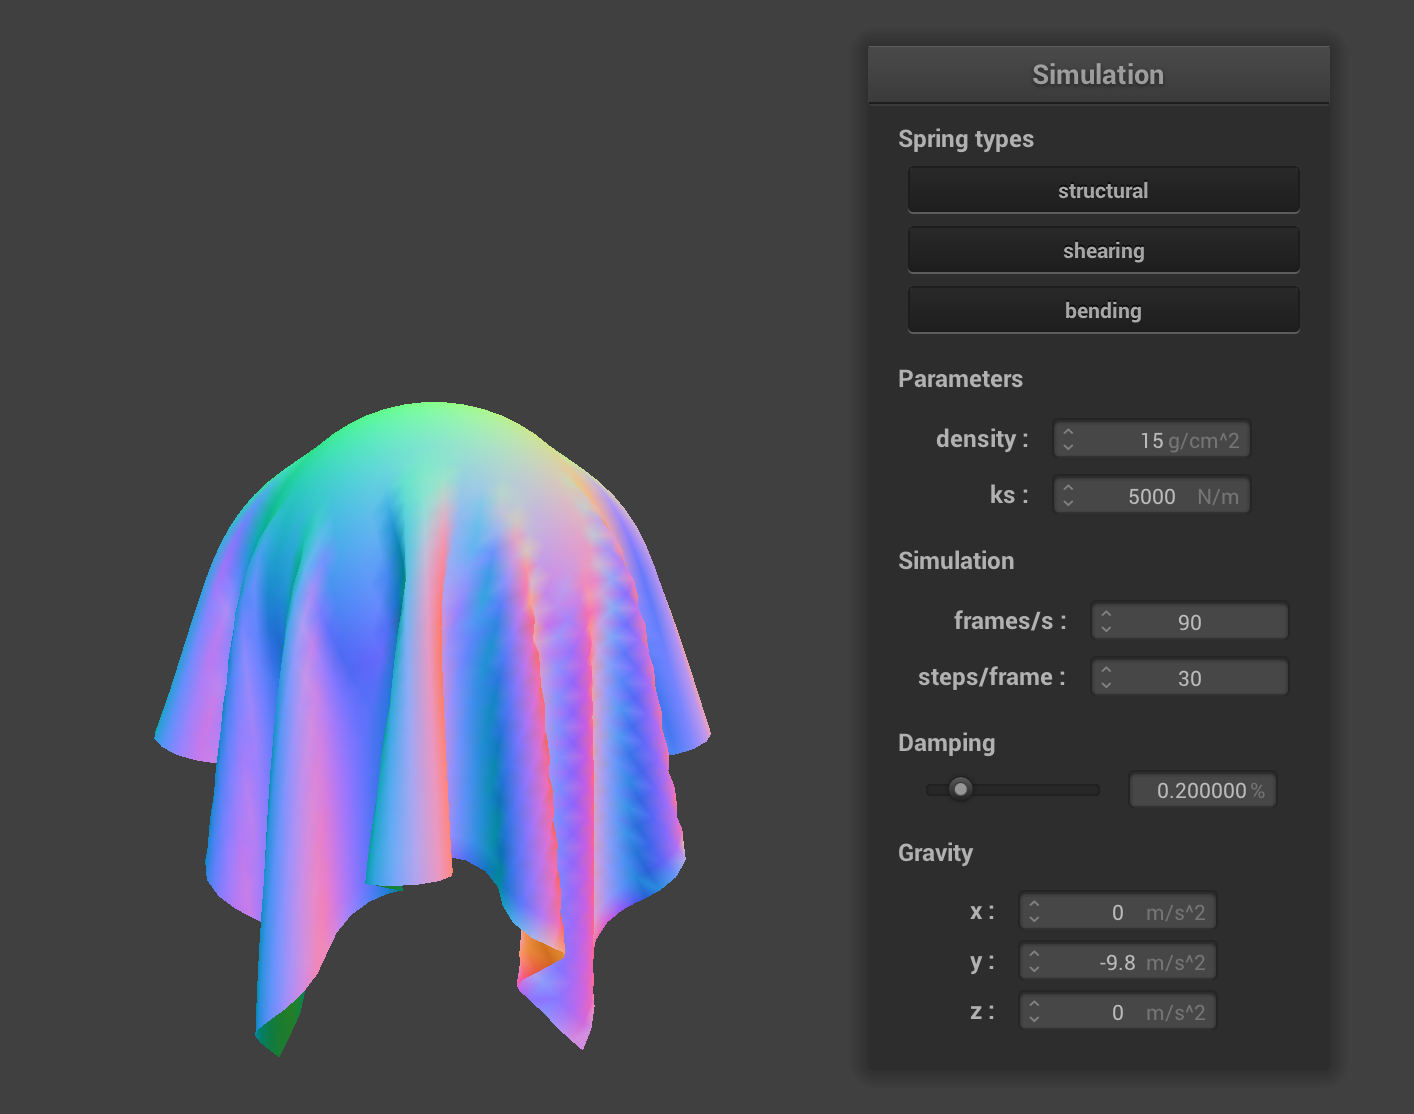 Simulation
Spring types
structural
shearing
bending
Parameters
density : 15 g/cm^2
ks : 5000 N/m
Simulation
frames/s : 90
steps/frame : 30
Damping
0.200000 %
Gravity
x : 0 m/s^2
y : -9.8 m/s^2
z : 0 m/s^2